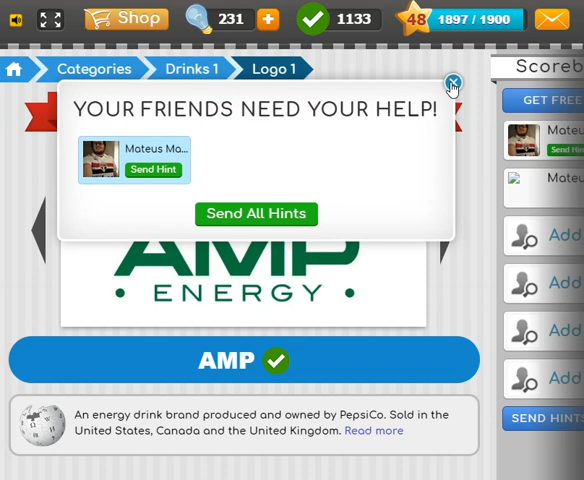 Shop
231
+
1133
48
1897 / 1900
Categories
Drinks 1
Logo 1
YOUR FRIENDS NEED YOUR HELP!
Mateus Ma...
Send Hint
Send All Hints
AMP
• ENERGY •
AMP
An energy drink brand produced and owned by PepsiCo. Sold in the
United States, Canada and the United Kingdom. Read more
Scoreb
GET FREE
Mateu
Send Hin
Mateu
Add
Add
Add
Add
SEND HINTS